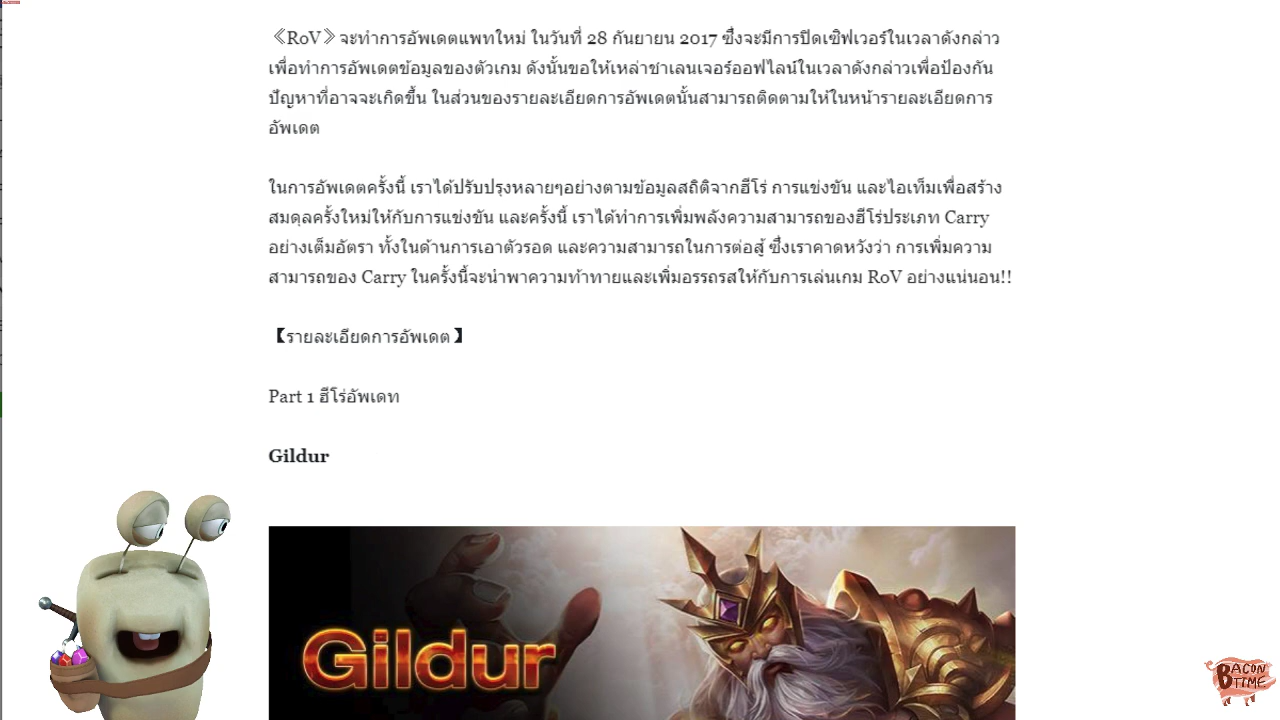 《RoV》จะทำการอัพเดตแพทใหม่ ในวันที่ 28 กันยายน 2017 ซึ่งจะมีการปิดเซิฟเวอร์ในเวลาดังกล่าว
เพื่อทำการอัพเดตข้อมูลของตัวเกม ดังนั้นขอให้เหล่าชาเลนเจอร์ออฟไลน์ในเวลาดังกล่าวเพื่อป้องกัน
ปัญหาที่อาจจะเกิดขึ้น ในส่วนของรายละเอียดการอัพเดตนั้นสามารถติดตามให้ในหน้ารายละเอียดการ
อัพเดต
ในการอัพเดตครั้งนี้ เราได้ปรับปรุงหลายๆอย่างตามข้อมูลสถิติจากฮีโร่ การแข่งขัน และไอเท็มเพื่อสร้าง
สมดุลครั้งใหม่ให้กับการแข่งขัน และครั้งนี้ เราได้ทำการเพิ่มพลังความสามารถของฮีโร่ประเภท Carry
อย่างเต็มอัตรา ทั้งในด้านการเอาตัวรอด และความสามารถในการต่อสู้ ซึ่งเราคาดหวังว่า การเพิ่มความ
สามารถของ Carry ในครั้งนี้จะนำพาความท้าทายและเพิ่มอรรถรสให้กับการเล่นเกม RoV อย่างแน่นอน!!
【รายละเอียดการอัพเดต】
Part 1 ฮีโร่อัพเดท
Gildur
Gildur
BACON
TIME